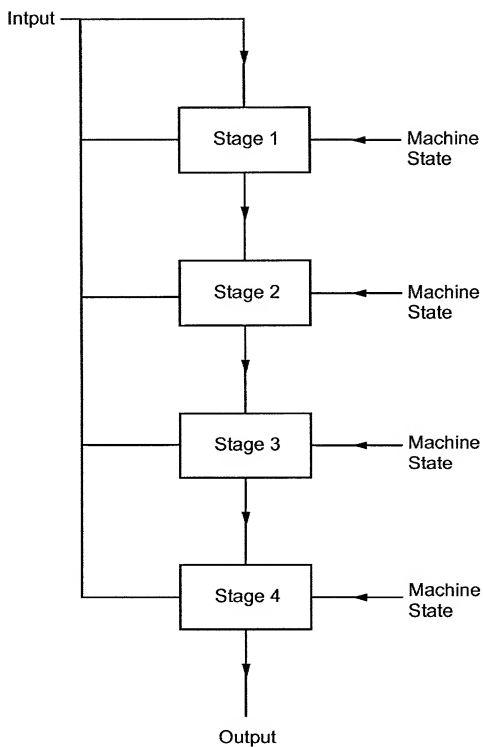 Intput
Stage 1
Machine
State
Stage 2
Machine
State
Stage 3
Machine
State
Stage 4
Machine
State
Output